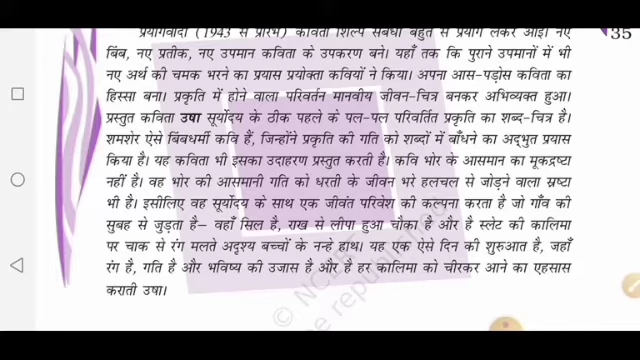 प्रयोगवादी (1943 से प्रारंभ) कविता शिल्प संबंधी बहुत से प्रयोग लेकर आई। नए
35
बिंब, नए प्रतीक, नए उपमान कविता के उपकरण बने। यहाँ तक कि पुराने उपमानों में भी
नए अर्थ की चमक भरने का प्रयास प्रयोक्ता कवियों ने किया। अपना आस-पड़ोस कविता का
हिस्सा बना। प्रकृति में होने वाला परिवर्तन मानवीय जीवन-चित्र बनकर अभिव्यक्त हुआ।
प्रस्तुत कविता उषा सूर्योदय के ठीक पहले के पल-पल परिवर्तित प्रकृति का शब्द-चित्र है।
शमशेर ऐसे बिंबधर्मी कवि हैं, जिन्होंने प्रकृति की गति को शब्दों में बाँधने का अद्भुत प्रयास
किया है। यह कविता भी इसका उदाहरण प्रस्तुत करती है। कवि भोर के आसमान का मूकद्रष्टा
नहीं है। वह भोर की आसमानी गति को धरती के जीवन भरे हलचल से जोड़ने वाला स्रष्टा
भी है। इसीलिए वह सूर्योदय के साथ एक जीवंत परिवेश की कल्पना करता है जो गाँव की
सुबह से जुड़ता है– वहाँ सिल है, राख से लीपा हुआ चौका है और है स्लेट की कालिमा
पर चाक से रंग मलते अदृश्य बच्चों के नन्हे हाथ। यह एक ऐसे दिन की शुरुआत है, जहाँ
रंग है, गति है और भविष्य की उजास है और है हर कालिमा को चीरकर आने का एहसास
कराती उषा।
© NCERT
the republished